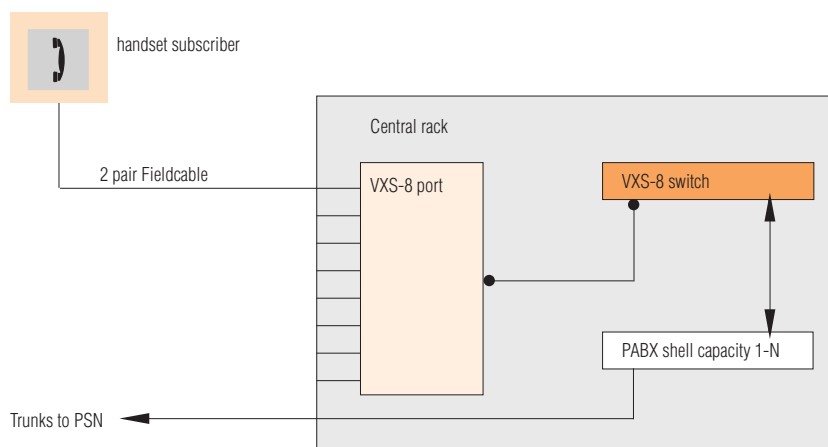 handset subscriber
Central rack
2 pair Fieldcable
VXS-8 port
VXS-8 switch
PABX shell capacity 1-N
Trunks to PSN